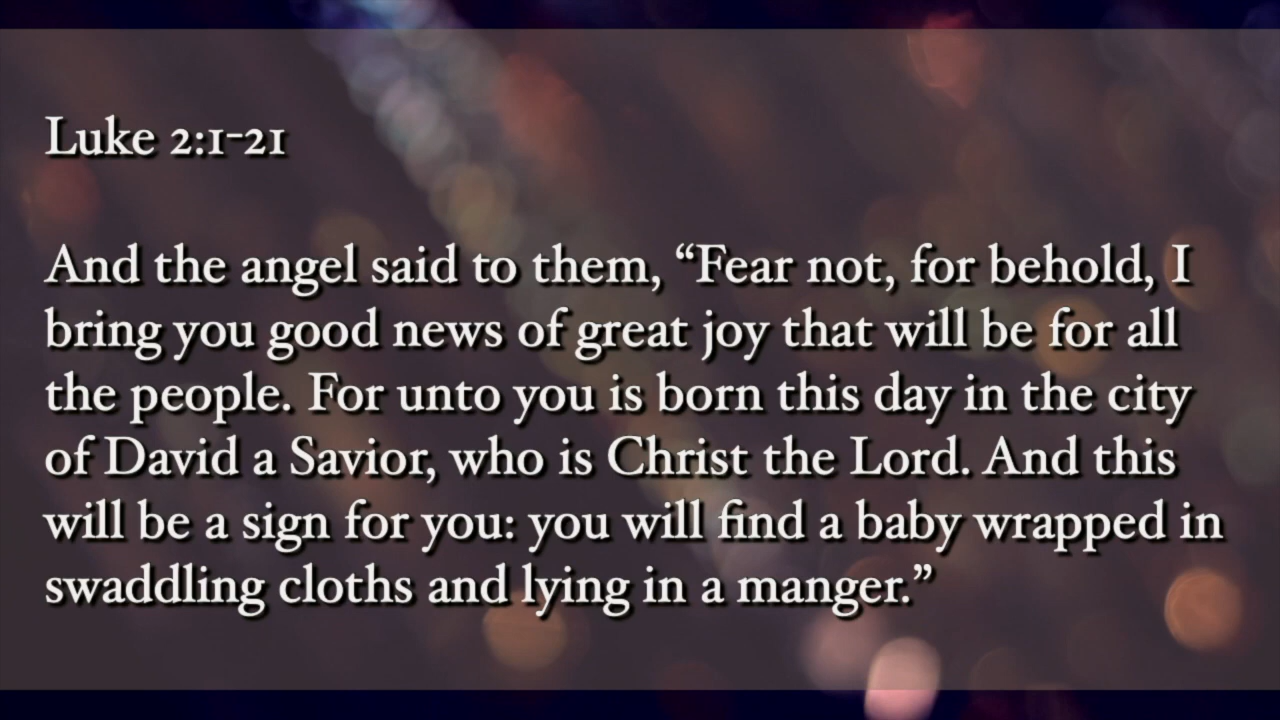 Luke 2:1-21
And the angel said to them, “Fear not, for behold, I
bring you good news of great joy that will be for all
the people. For unto you is born this day in the city
of David a Savior, who is Christ the Lord. And this
will be a sign for you: you will find a baby wrapped in
swaddling cloths and lying in a manger.”